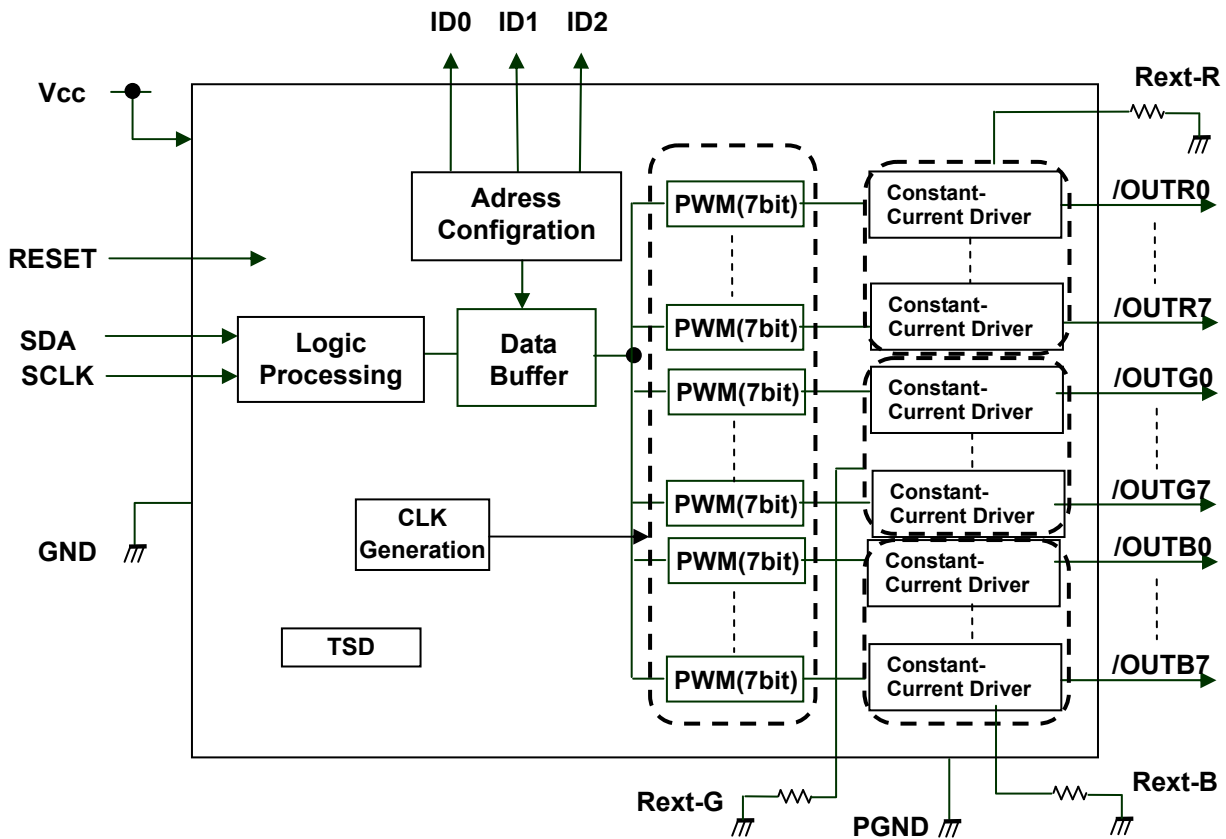 ID0 ID1 ID2
Vcc
Rext-R
Adress
Configration
PWM(7bit)
Constant-
Current Driver
/OUTR0
RESET
SDA
SCLK
Logic
Processing
Data
Buffer
PWM(7bit)
Constant-
Current Driver
/OUTR7
PWM(7bit)
Constant-
Current Driver
/OUTG0
GND
CLK
Generation
PWM(7bit)
Constant-
Current Driver
/OUTG7
PWM(7bit)
Constant-
Current Driver
/OUTB0
TSD
PWM(7bit)
Constant-
Current Driver
/OUTB7
Rext-G
PGND
Rext-B